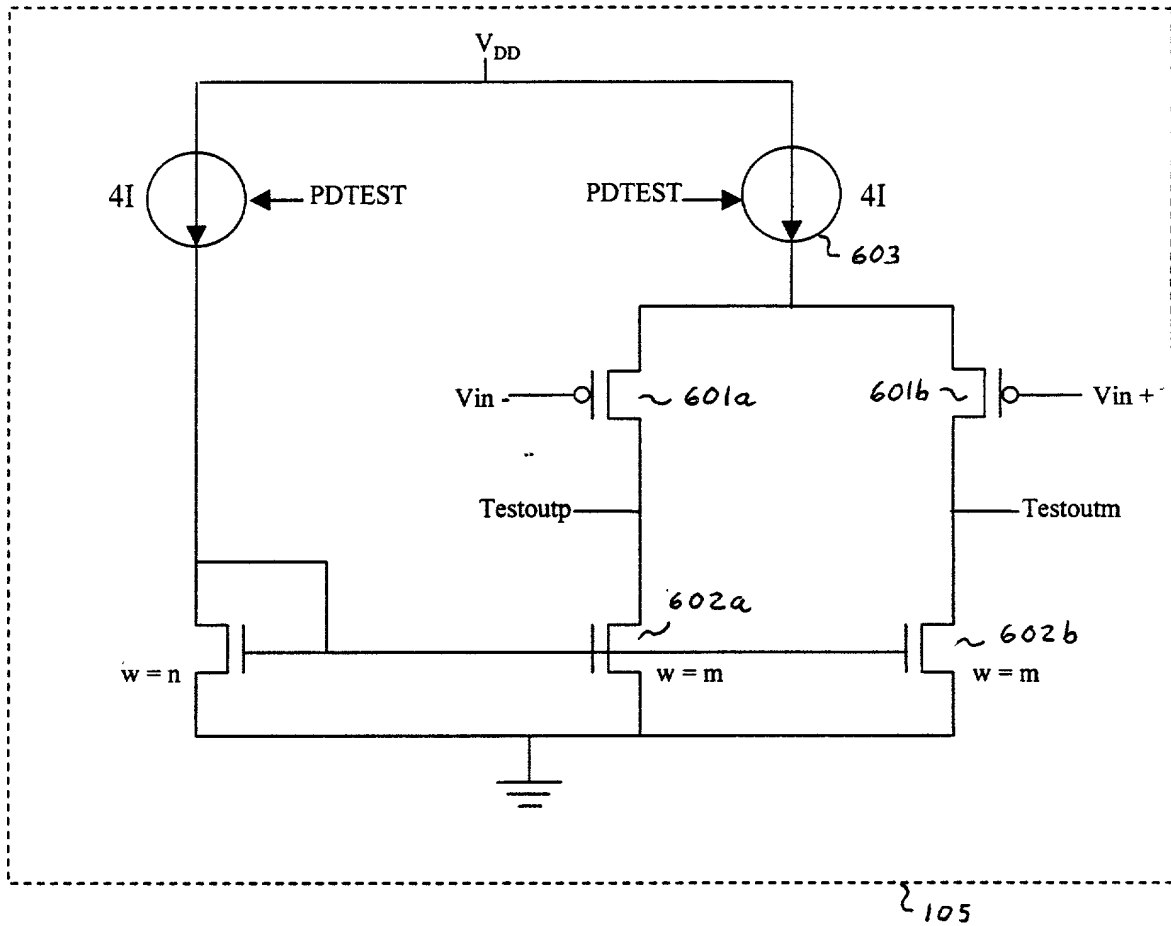 V_DD
4I
PDTEST
PDTEST
4I
603
Vin -
601a
601b
Vin +
Testoutp
Testoutm
602a
602b
w = n
w = m
w = m
105